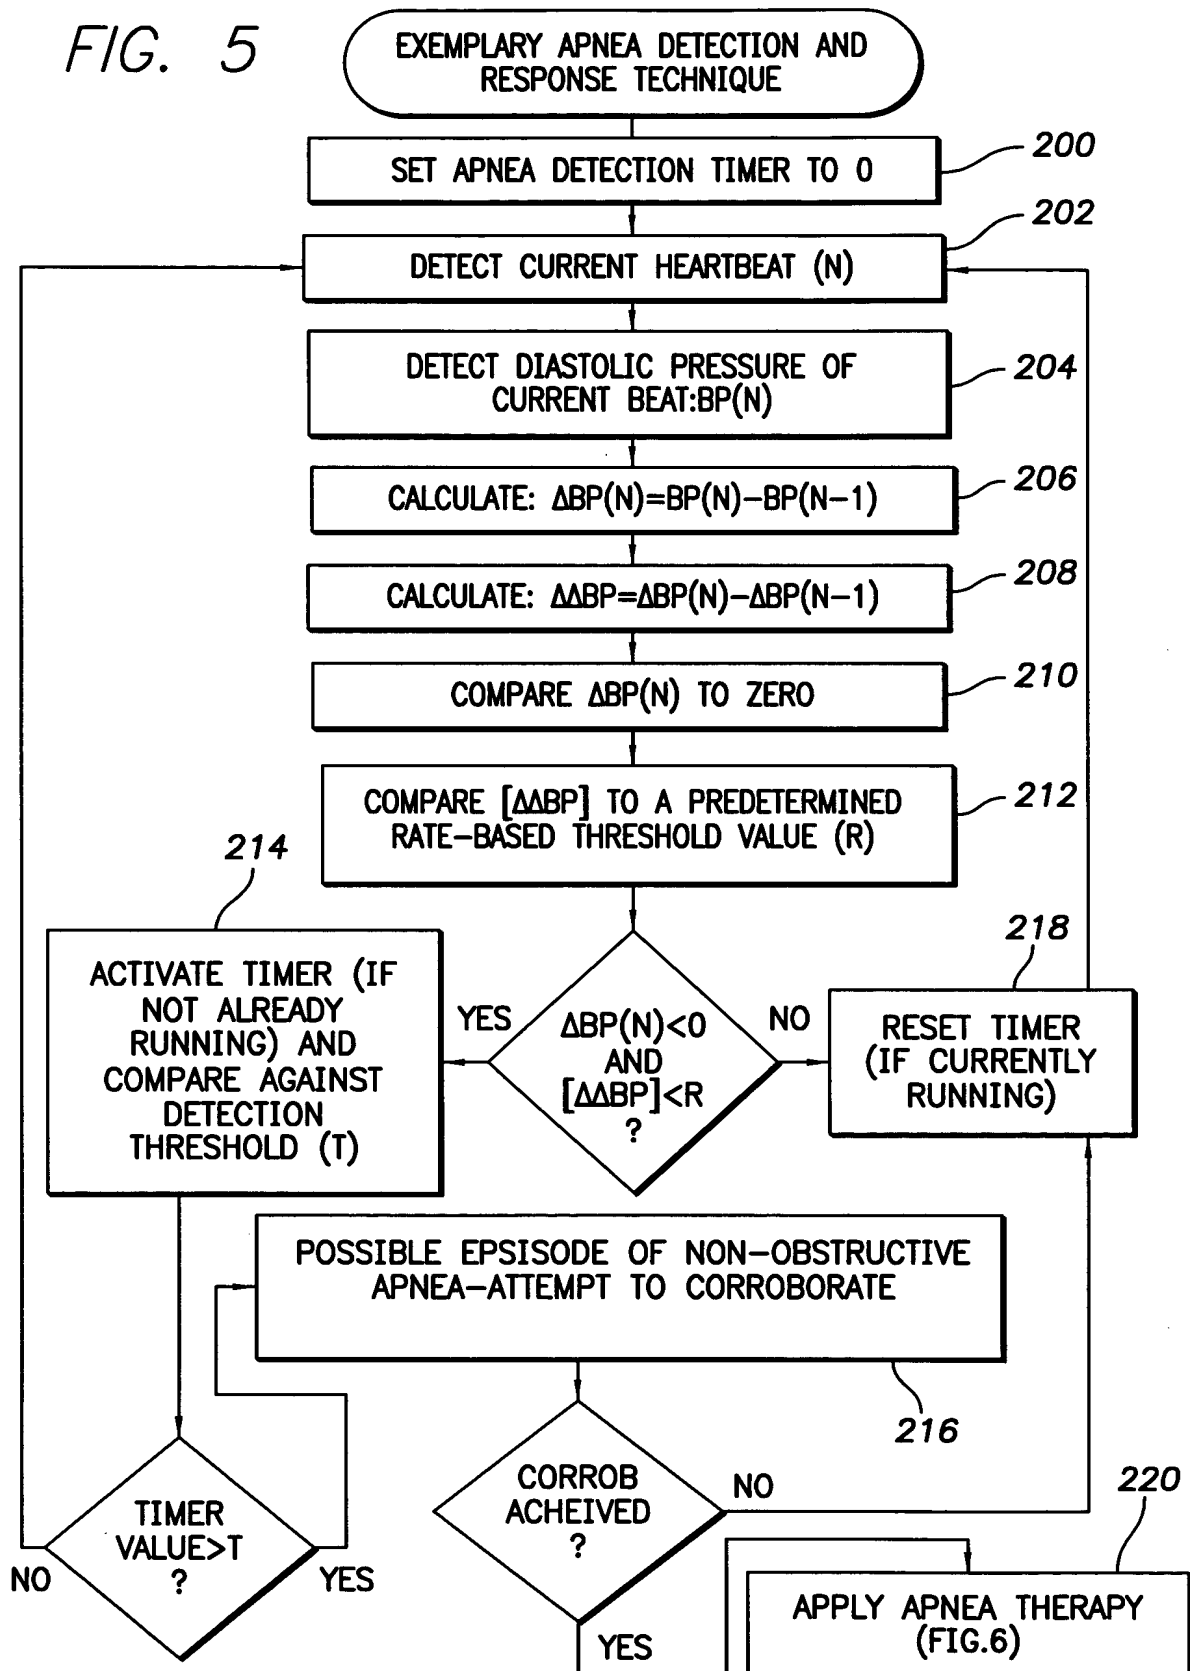 FIG. 5
EXEMPLARY APNEA DETECTION AND
RESPONSE TECHNIQUE
SET APNEA DETECTION TIMER TO 0
200
DETECT CURRENT HEARTBEAT (N)
202
DETECT DIASTOLIC PRESSURE OF
CURRENT BEAT:BP(N)
204
CALCULATE: ΔBP(N)=BP(N)-BP(N-1)
206
CALCULATE: ΔΔBP=ΔBP(N)-ΔBP(N-1)
208
COMPARE ΔBP(N) TO ZERO
210
COMPARE [ΔΔBP] TO A PREDETERMINED
RATE-BASED THRESHOLD VALUE (R)
212
214
ACTIVATE TIMER (IF
NOT ALREADY
RUNNING) AND
COMPARE AGAINST
DETECTION
THRESHOLD (T)
YES
ΔBP(N)<0
AND
[ΔΔBP]<R
?
NO
218
RESET TIMER
(IF CURRENTLY
RUNNING)
POSSIBLE EPSISODE OF NON-OBSTRUCTIVE
APNEA-ATTEMPT TO CORROBORATE
216
TIMER
VALUE>T
?
NO
YES
CORROB
ACHEIVED
?
NO
YES
220
APPLY APNEA THERAPY
(FIG.6)